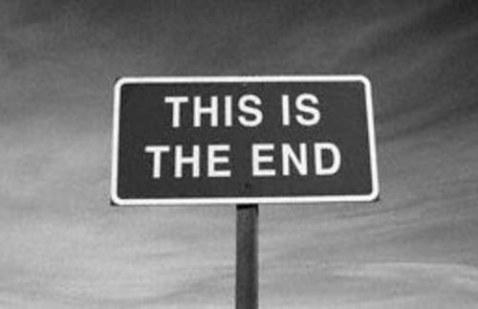 THIS IS
THE END